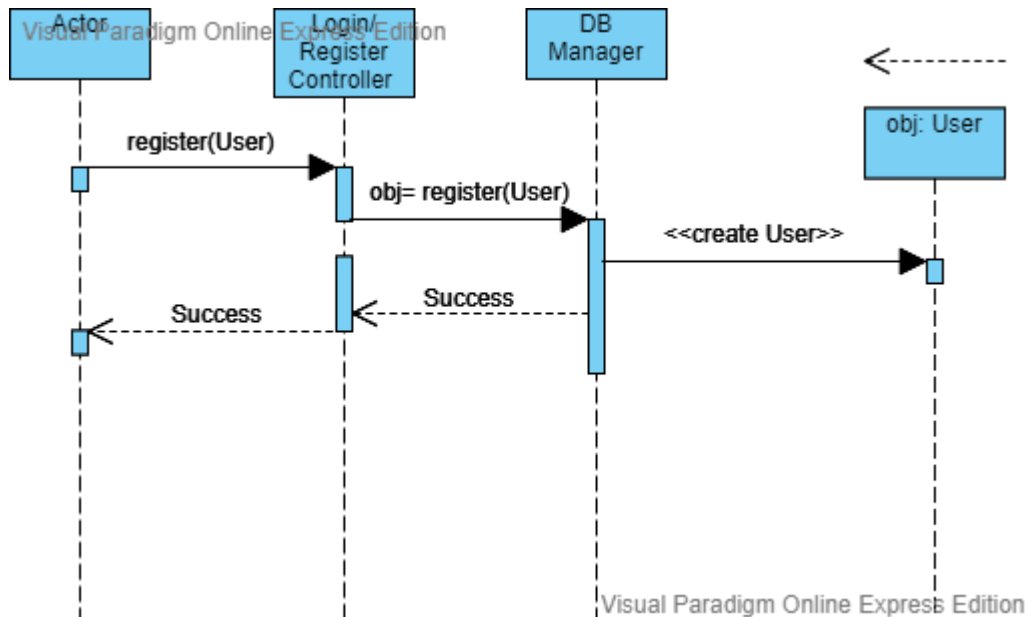 Visual Paradigm Online Express Edition
Actor
Login/
Register
Controller
DB
Manager
obj: User
register(User)
obj= register(User)
<<create User>>
Success
Success
Visual Paradigm Online Express Edition